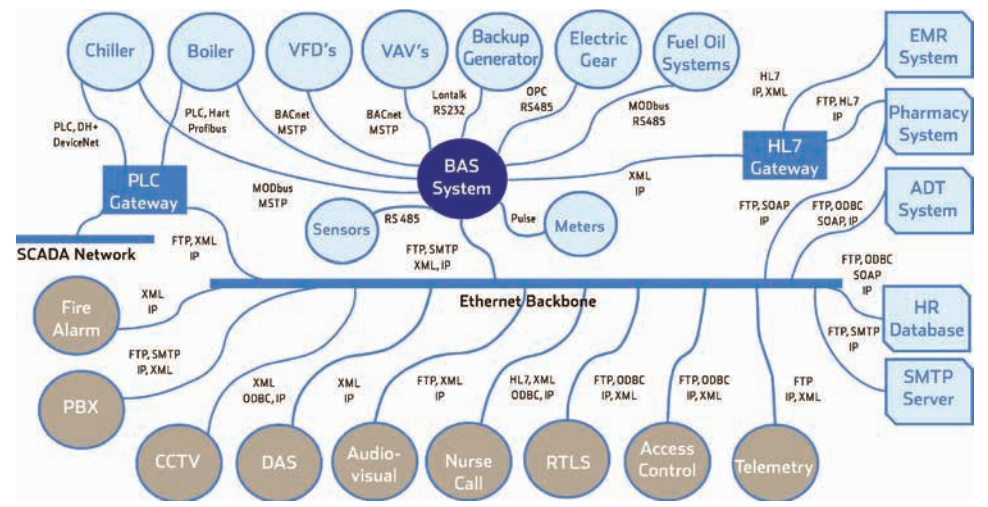 Chiller
Boiler
VFD's
VAV's
Backup
Generator
Electric
Gear
Fuel Oil
Systems
EMR
System
HL7
IP, XML
Lontalk
RS232
OPC
RS485
MODbus
RS485
FTP, HL7
IP
Pharmacy
System
PLC, DH+
DeviceNet
PLC, Hart
Profibus
BACnet
MSTP
BACnet
MSTP
PLC
Gateway
BAS
System
HL7
Gateway
XML
IP
MODbus
MSTP
ADT
System
Sensors
RS 485
Pulse
Meters
FTP, SOAP
IP
FTP, ODBC
SOAP, IP
SCADA Network
FTP, XML
IP
FTP, SMTP
XML, IP
FTP, ODBC
SOAP
IP
Ethernet Backbone
Fire
Alarm
XML
IP
HR
Database
FTP, SMTP
IP
FTP, SMTP
IP, XML
PBX
XML
ODBC, IP
XML
IP
FTP, XML
IP
HL7, XML
ODBC, IP
FTP, ODBC
IP, XML
FTP, ODBC
IP, XML
FTP
IP, XML
SMTP
Server
CCTV
DAS
Audio-
visual
Nurse
Call
RTLS
Access
Control
Telemetry